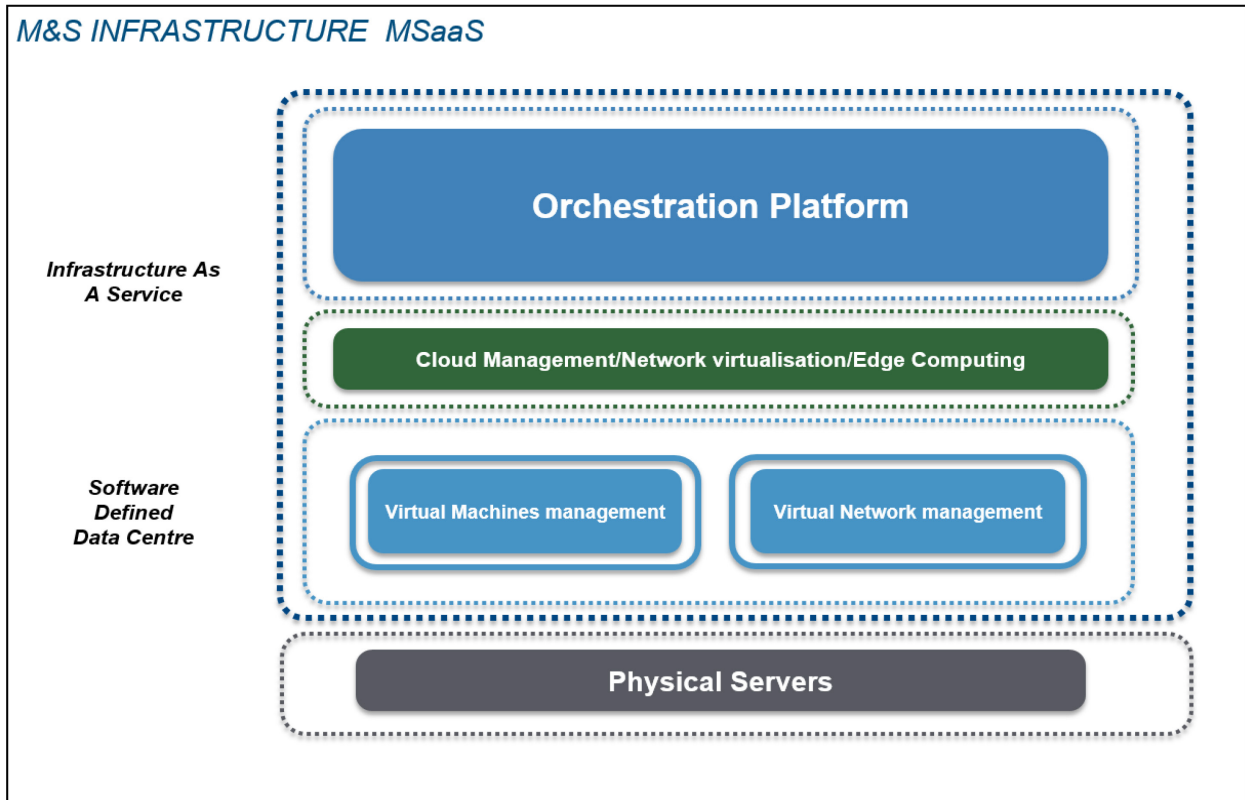 M&S INFRASTRUCTURE MSaaS
Orchestration Platform
Infrastructure As
A Service
Cloud Management/Network virtualisation/Edge Computing
Software
Defined
Data Centre
Virtual Machines management
Virtual Network management
Physical Servers